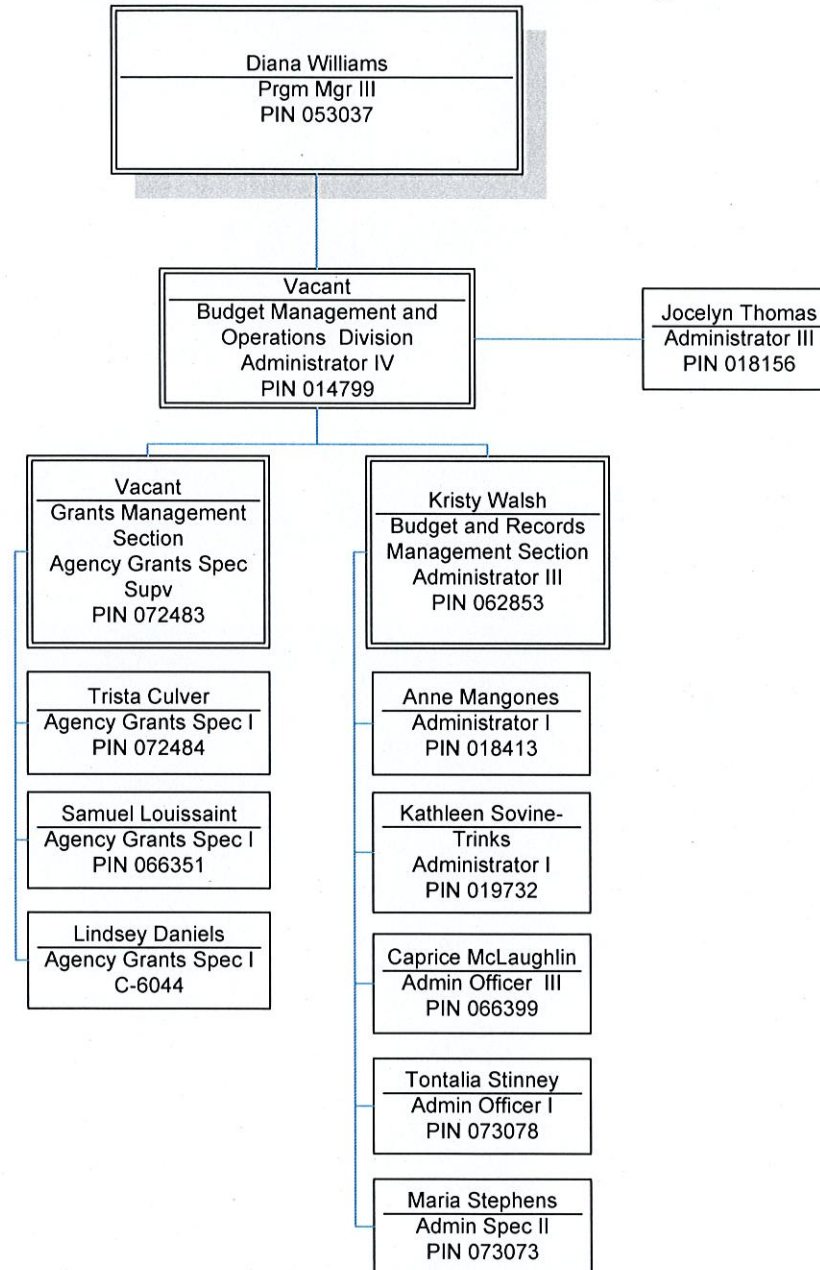 Diana Williams
Prgm Mgr III
PIN 053037
Vacant
Budget Management and
Operations Division
Administrator IV
PIN 014799
Jocelyn Thomas
Administrator III
PIN 018156
Vacant
Grants Management
Section
Agency Grants Spec
Supv
PIN 072483
Trista Culver
Agency Grants Spec I
PIN 072484
Samuel Louissaint
Agency Grants Spec I
PIN 066351
Lindsey Daniels
Agency Grants Spec I
C-6044
Kristy Walsh
Budget and Records
Management Section
Administrator III
PIN 062853
Anne Mangones
Administrator I
PIN 018413
Kathleen Sovine-
Trinks
Administrator I
PIN 019732
Caprice McLaughlin
Admin Officer III
PIN 066399
Tontalia Stinney
Admin Officer I
PIN 073078
Maria Stephens
Admin Spec II
PIN 073073